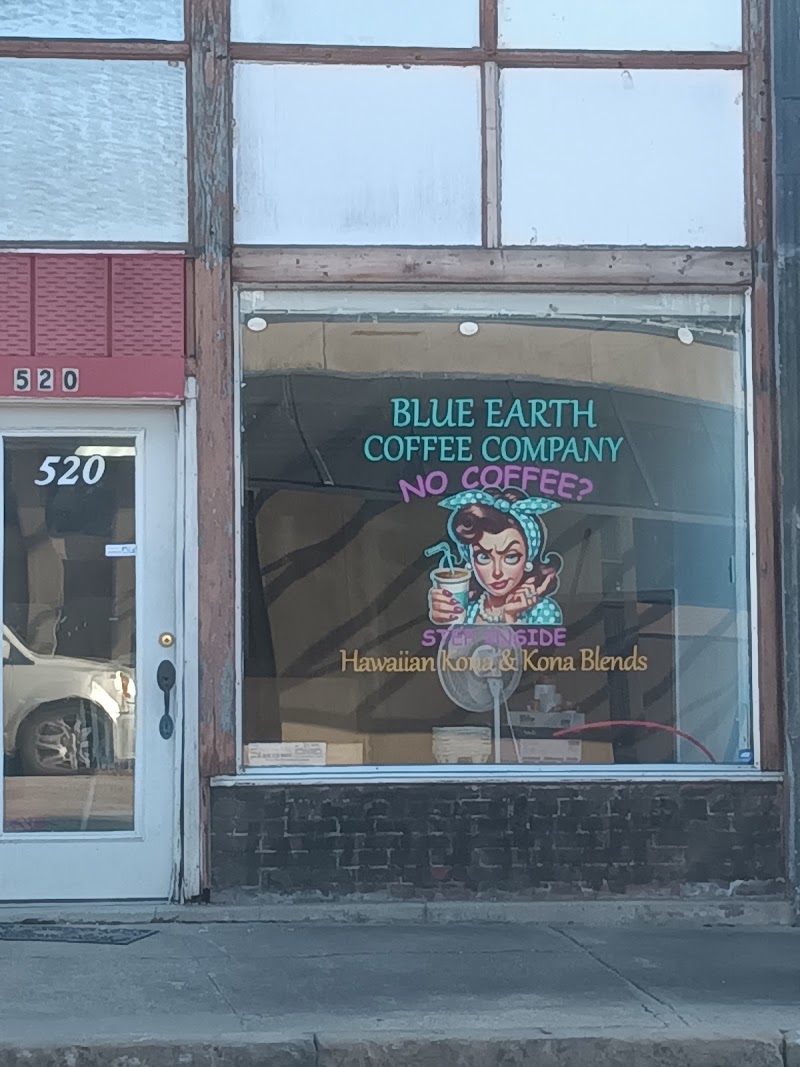 520
520
BLUE EARTH
COFFEE COMPANY
NO COFFEE?
STEP INSIDE
Hawaiian Kona & Kona Blends